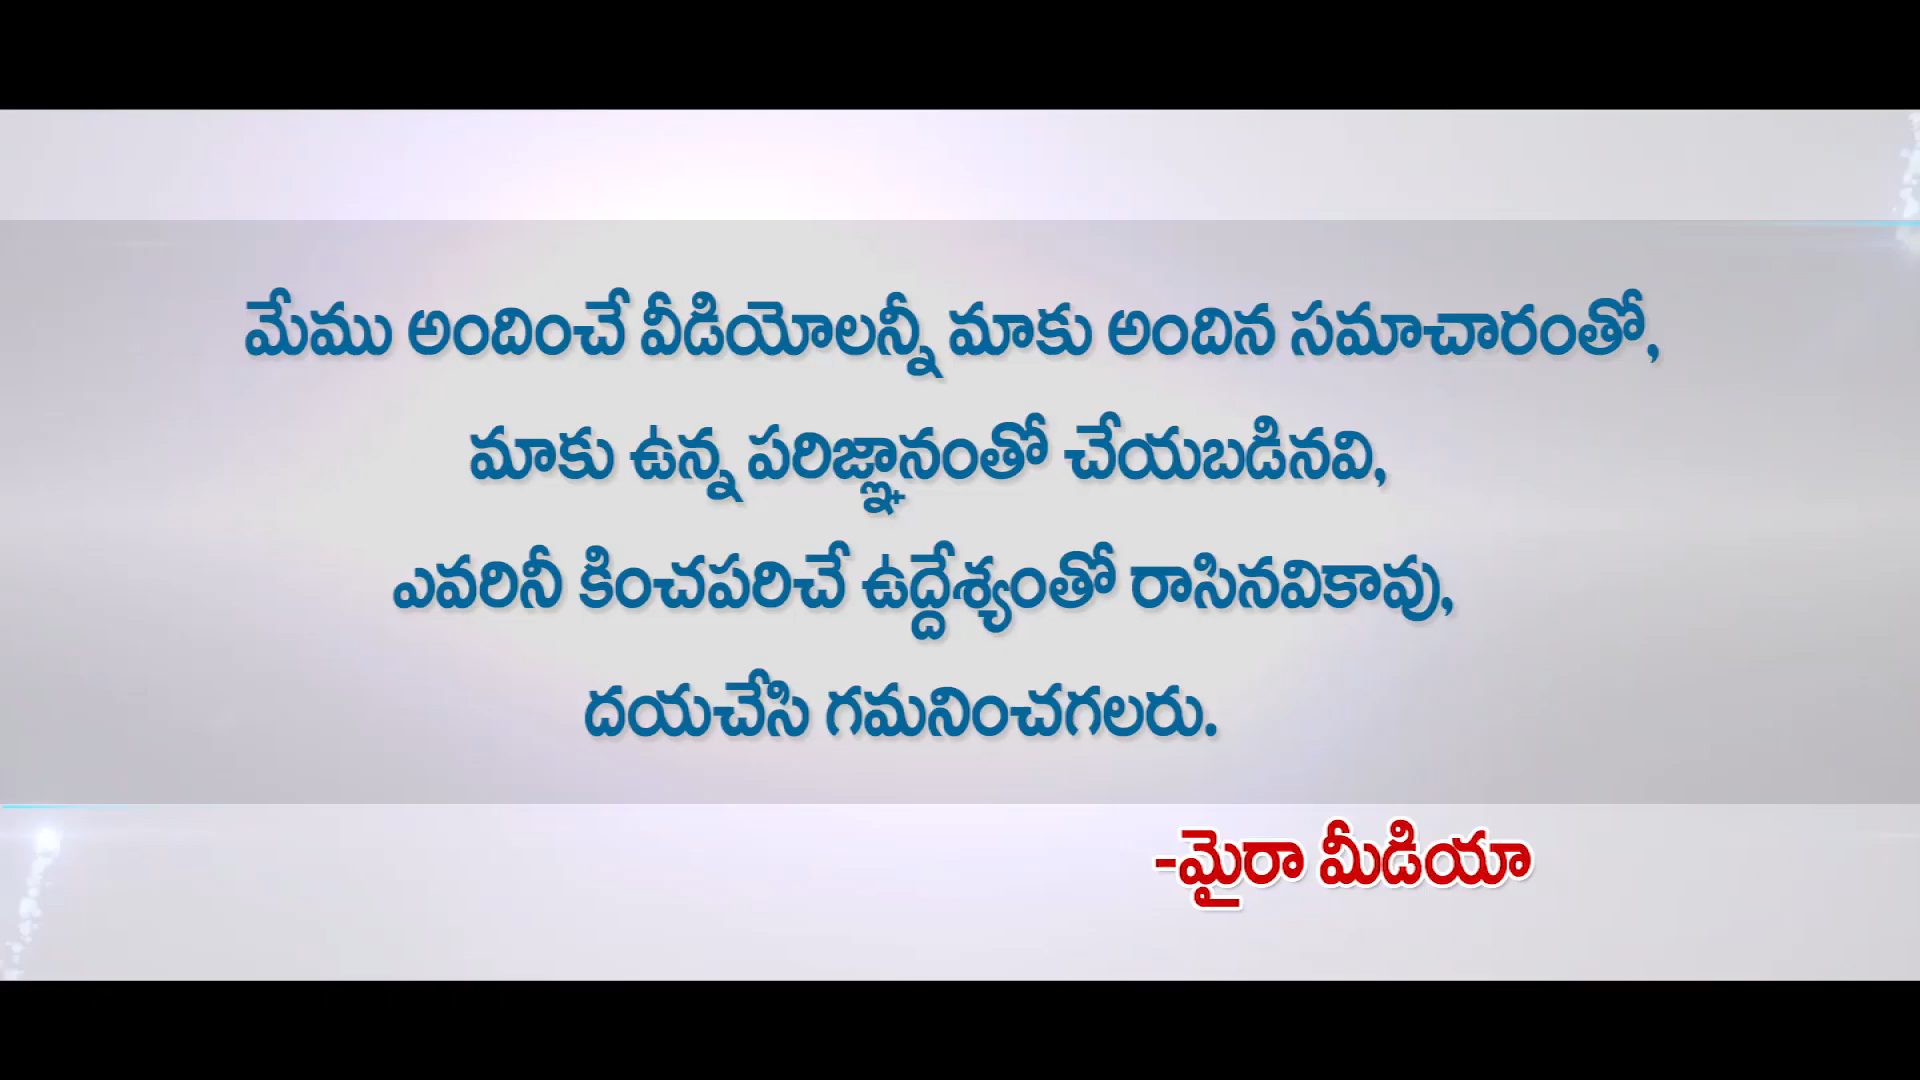 మేము అందించే వీడియోలన్నీ మాకు అందిన సమాచారంతో,
మాకు ఉన్న పరిజ్ఞానంతో చేయబడినవి,
ఎవరినీ కించపరిచే ఉద్దేశ్యంతో రాసినవికావు,
దయచేసి గమనించగలరు.
-మైరా మీడియా